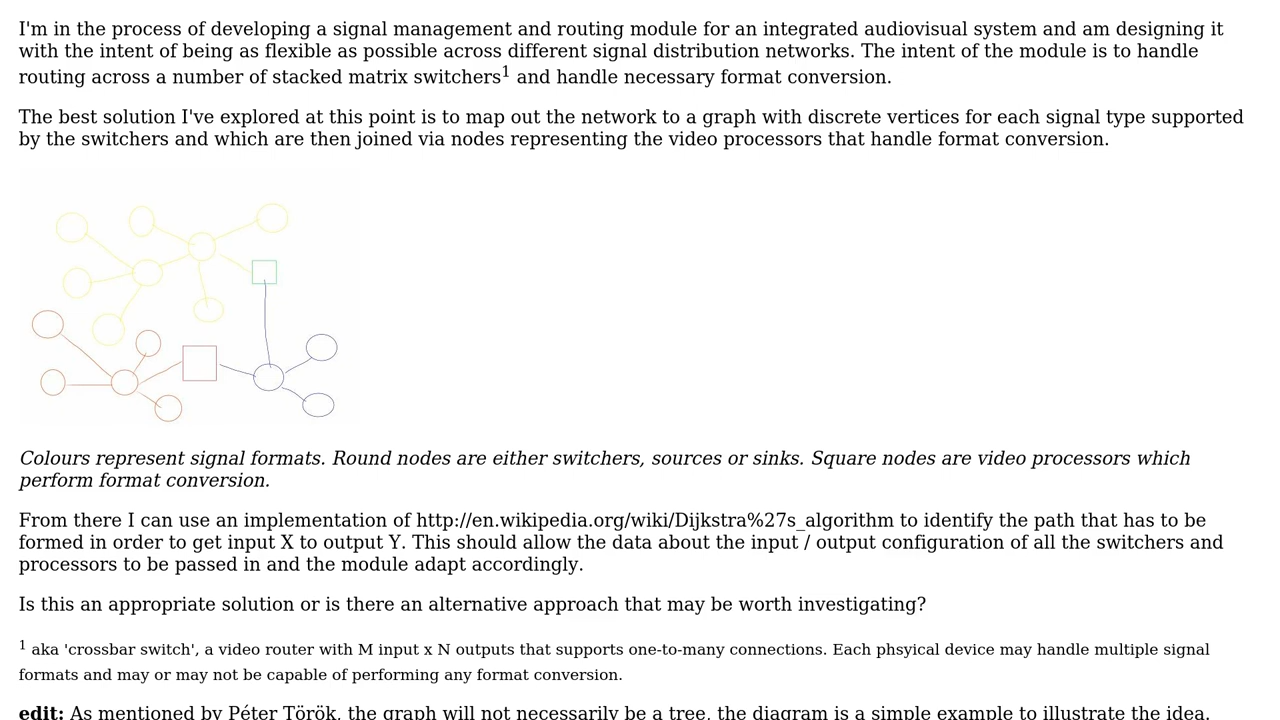 I'm in the process of developing a signal management and routing module for an integrated audiovisual system and am designing it
with the intent of being as flexible as possible across different signal distribution networks. The intent of the module is to handle
routing across a number of stacked matrix switchers1 and handle necessary format conversion.
The best solution I've explored at this point is to map out the network to a graph with discrete vertices for each signal type supported
by the switchers and which are then joined via nodes representing the video processors that handle format conversion.
Colours represent signal formats. Round nodes are either switchers, sources or sinks. Square nodes are video processors which
perform format conversion.
From there I can use an implementation of http://en.wikipedia.org/wiki/Dijkstra%27s_algorithm to identify the path that has to be
formed in order to get input X to output Y. This should allow the data about the input / output configuration of all the switchers and
processors to be passed in and the module adapt accordingly.
Is this an appropriate solution or is there an alternative approach that may be worth investigating?
1 aka 'crossbar switch', a video router with M input x N outputs that supports one-to-many connections. Each phsyical device may handle multiple signal
formats and may or may not be capable of performing any format conversion.
edit: As mentioned by Péter Török, the graph will not necessarily be a tree, the diagram is a simple example to illustrate the idea.